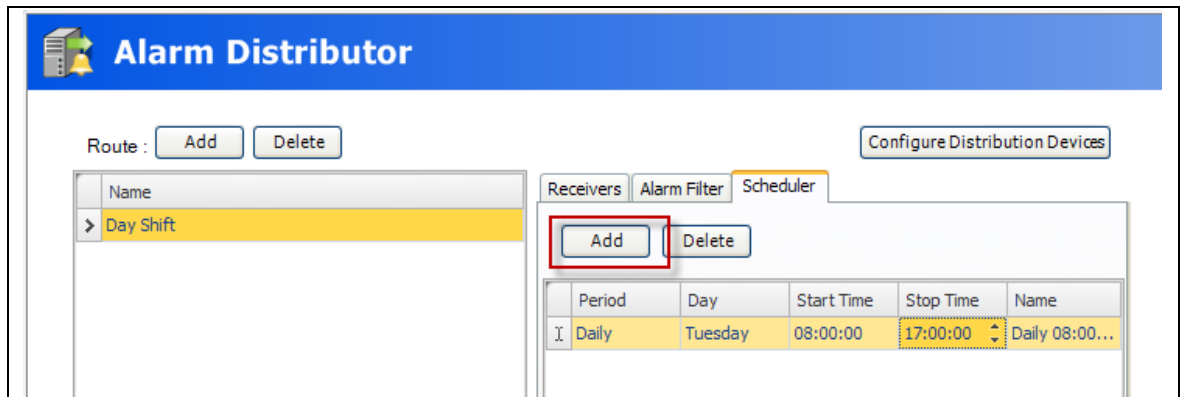 Alarm Distributor
Route : Add Delete Configure Distribution Devices
Name
Day Shift
Receivers Alarm Filter Scheduler
Add Delete
Period Day Start Time Stop Time Name
Daily Tuesday 08:00:00 17:00:00 Daily 08:00...